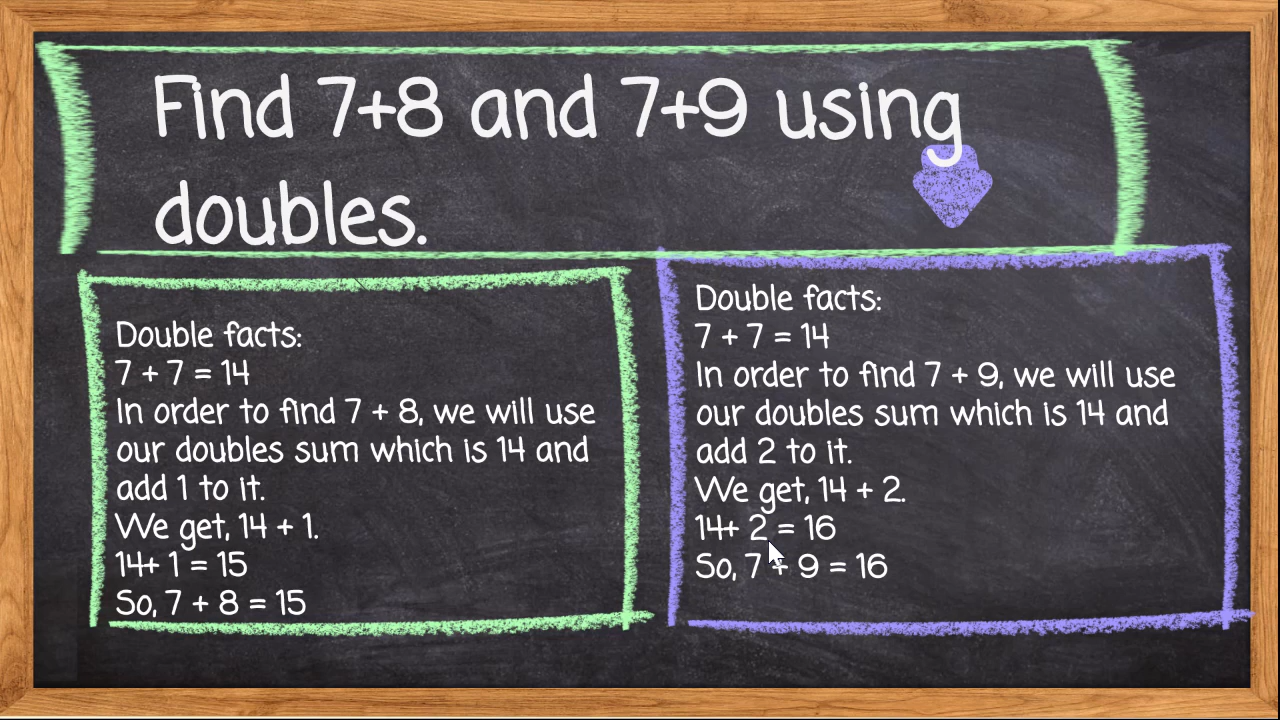 Find 7+8 and 7+9 using
doubles.
Double facts:
7 + 7 = 14
In order to find 7 + 8, we will use
our doubles sum which is 14 and
add 1 to it.
We get, 14 + 1.
14+ 1 = 15
So, 7 + 8 = 15
Double facts:
7 + 7 = 14
In order to find 7 + 9, we will use
our doubles sum which is 14 and
add 2 to it.
We get, 14 + 2.
14+ 2 = 16
So, 7 + 9 = 16